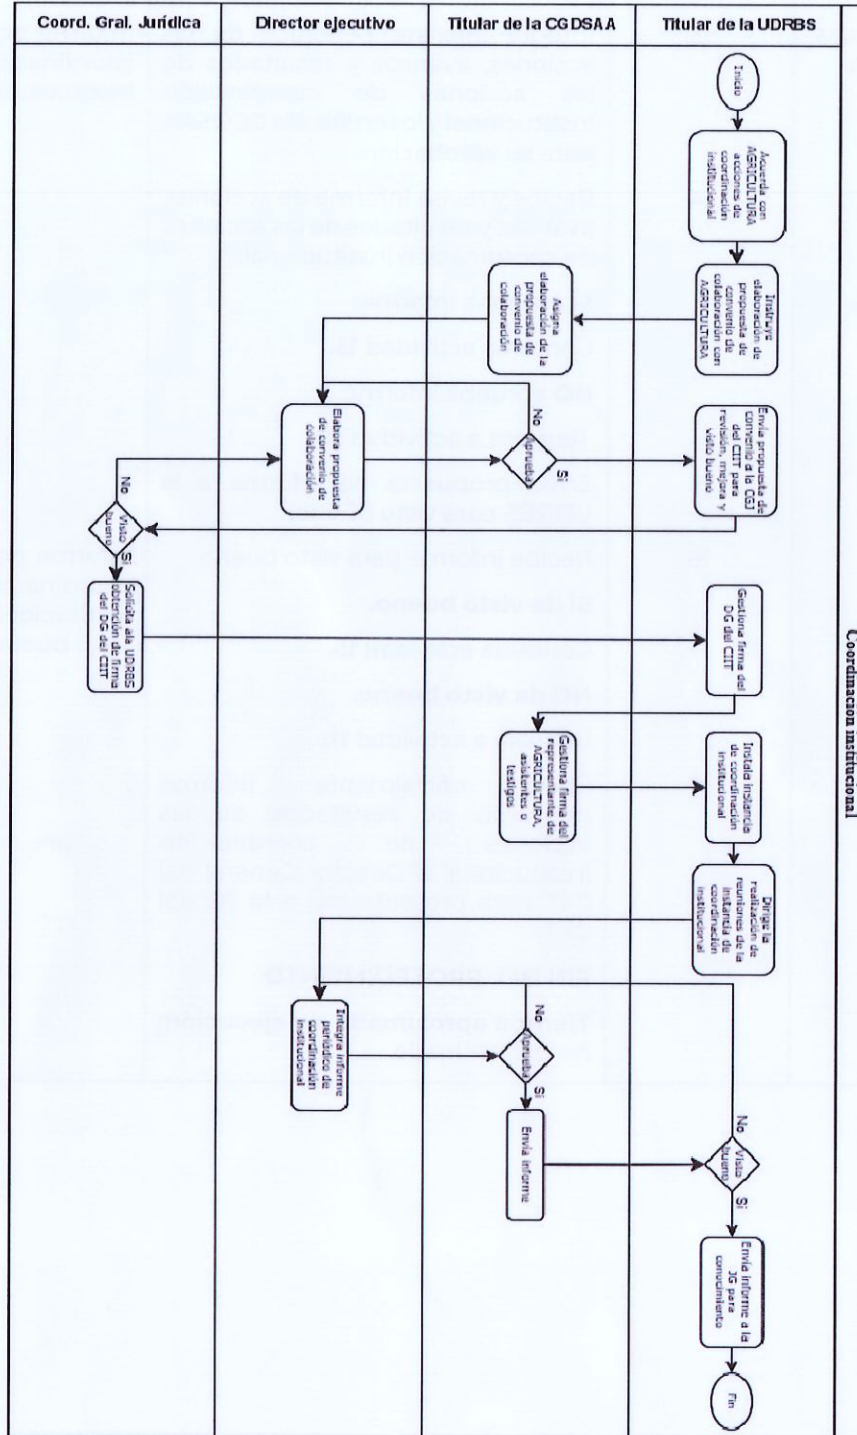 Coordinación institucional
Titular de la UDRBS
Titular de la CGDSAA
Director ejecutivo
Coord. Gral. Jurídica
Inicio
Acuerda con
AGRICULTURA
acciones de
coordinación
institucional
Instruye
elaboración de
propuesta de
convenio de
colaboración con
AGRICULTURA
Asigna
elaboración de la
propuesta de
convenio de
colaboración
Elabora propuesta
de convenio de
colaboración
Aprueba
No
Si
Envía propuesta de
convenio a la CGJ
del CIIT para
revisión, mejora y
visto bueno
Visto
bueno
No
Si
Solicita ala UDRBS
obtención de firma
del DG del CIIT
Gestiona firma del
DG del CIIT
Gestiona firma del
representante de
AGRICULTURA,
asistentes o
testigos
Instala instancia
de coordinación
institucional
Dirige la
realización de
reuniones de la
instancia de
coordinación
institucional
Integra informe
periódico de
coordinación
institucional
Aprueba
No
Si
Envía informe
Visto
bueno
No
Si
Envía informe a la
JG para
conocimiento
Fin